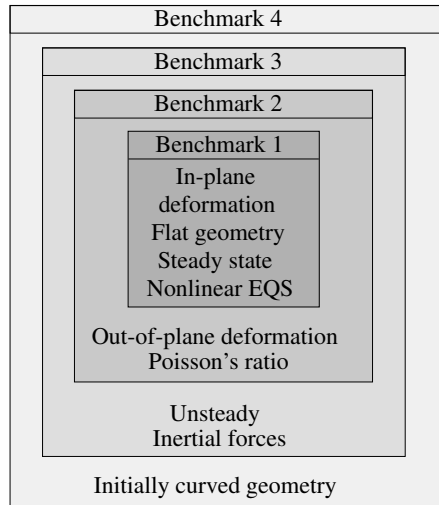 Benchmark 4
Benchmark 3
Benchmark 2
Benchmark 1
In-plane
deformation
Flat geometry
Steady state
Nonlinear EQS
Out-of-plane deformation
Poisson's ratio
Unsteady
Inertial forces
Initially curved geometry